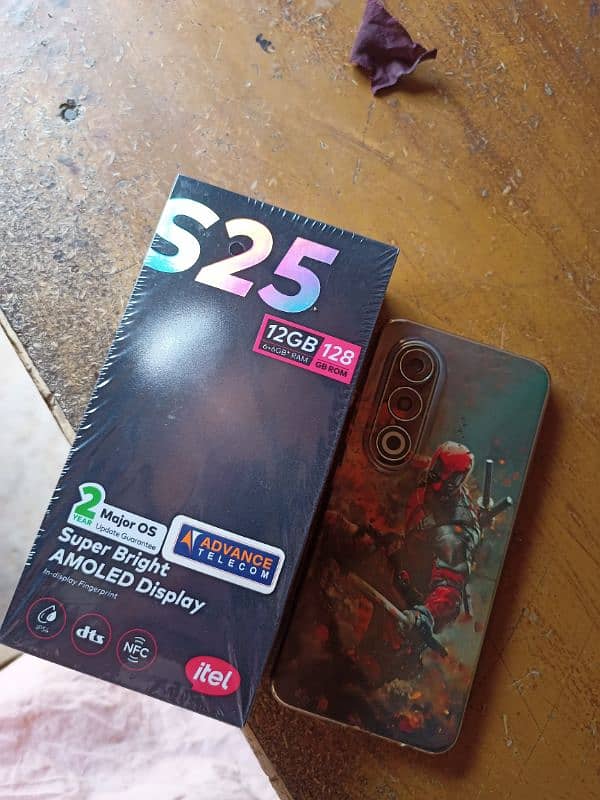 S25
12GB
6+6GB* RAM
128
GB ROM
2
YEAR
Major OS
Update Guarantee
Super Bright
AMOLED Display
In-display Fingerprint
ADVANCE
TELECOM
IP54
dts
NFC
itel